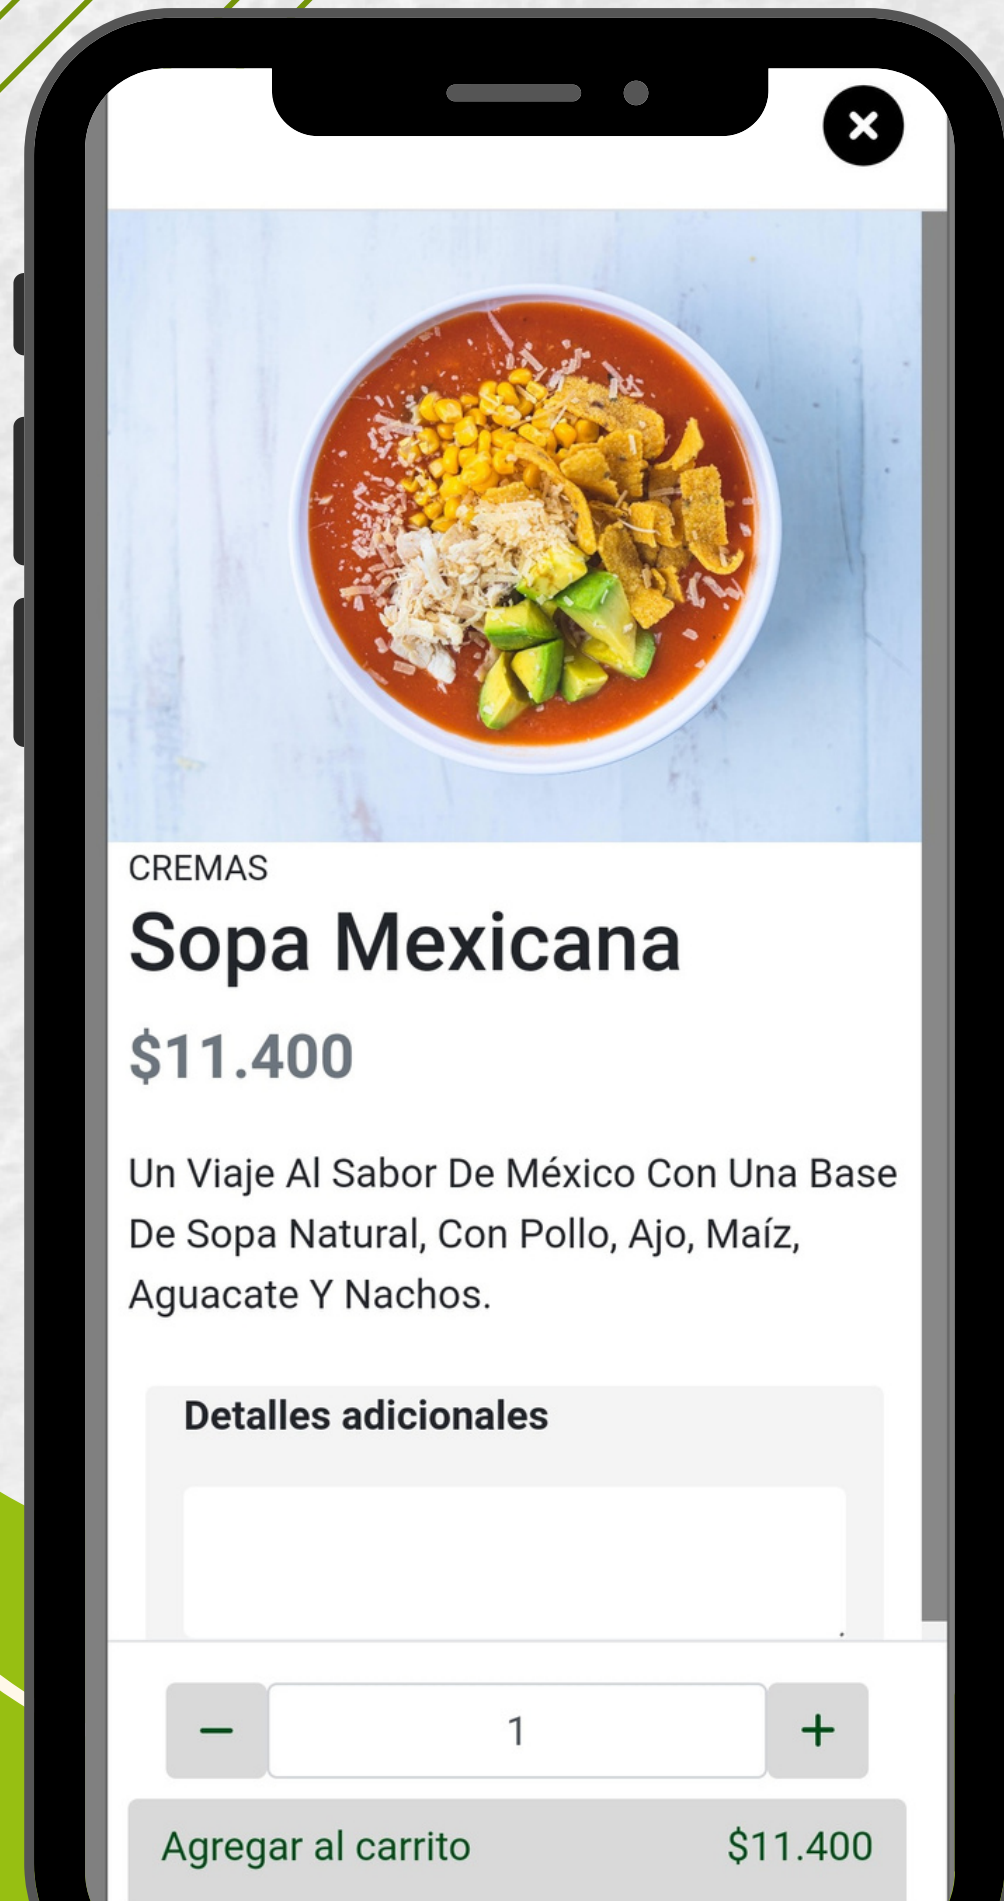 CREMAS
Sopa Mexicana
$11.400
Un Viaje Al Sabor De México Con Una Base
De Sopa Natural, Con Pollo, Ajo, Maíz,
Aguacate Y Nachos.
Detalles adicionales
1
Agregar al carrito $11.400